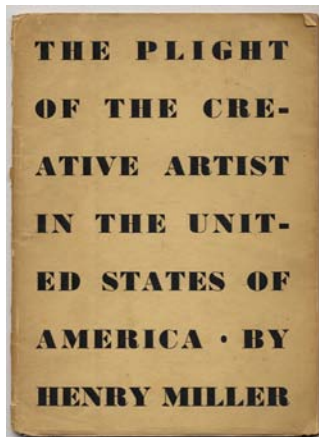 THE PLIGHT
OF THE CRE-
ATIVE ARTIST
IN THE UNIT-
ED STATES OF
AMERICA · BY
HENRY MILLER